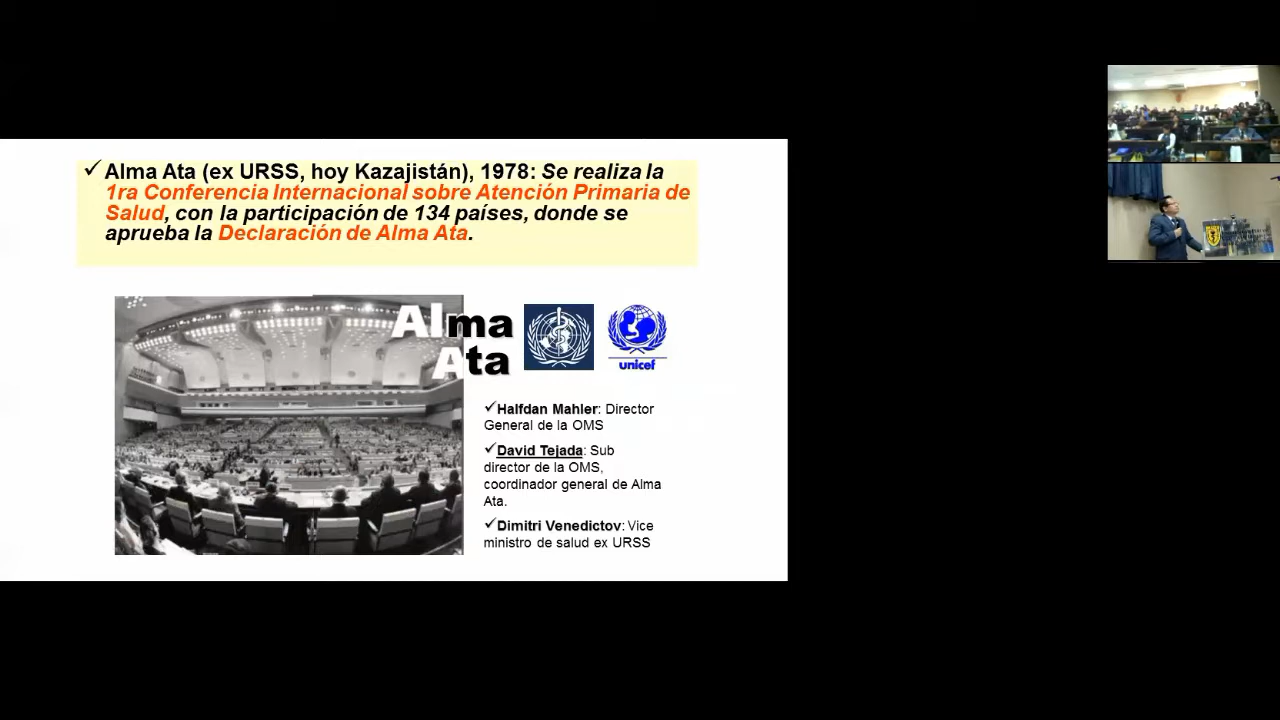 ✓Alma Ata (ex URSS, hoy Kazajistán), 1978: Se realiza la
1ra Conferencia Internacional sobre Atención Primaria de
Salud, con la participación de 134 países, donde se
aprueba la Declaración de Alma Ata.
Alma
Ata
unicef
✓Halfdan Mahler: Director
General de la OMS
✓David Tejada: Sub
director de la OMS,
coordinador general de Alma
Ata.
✓Dimitri Venedictov: Vice
ministro de salud ex URSS